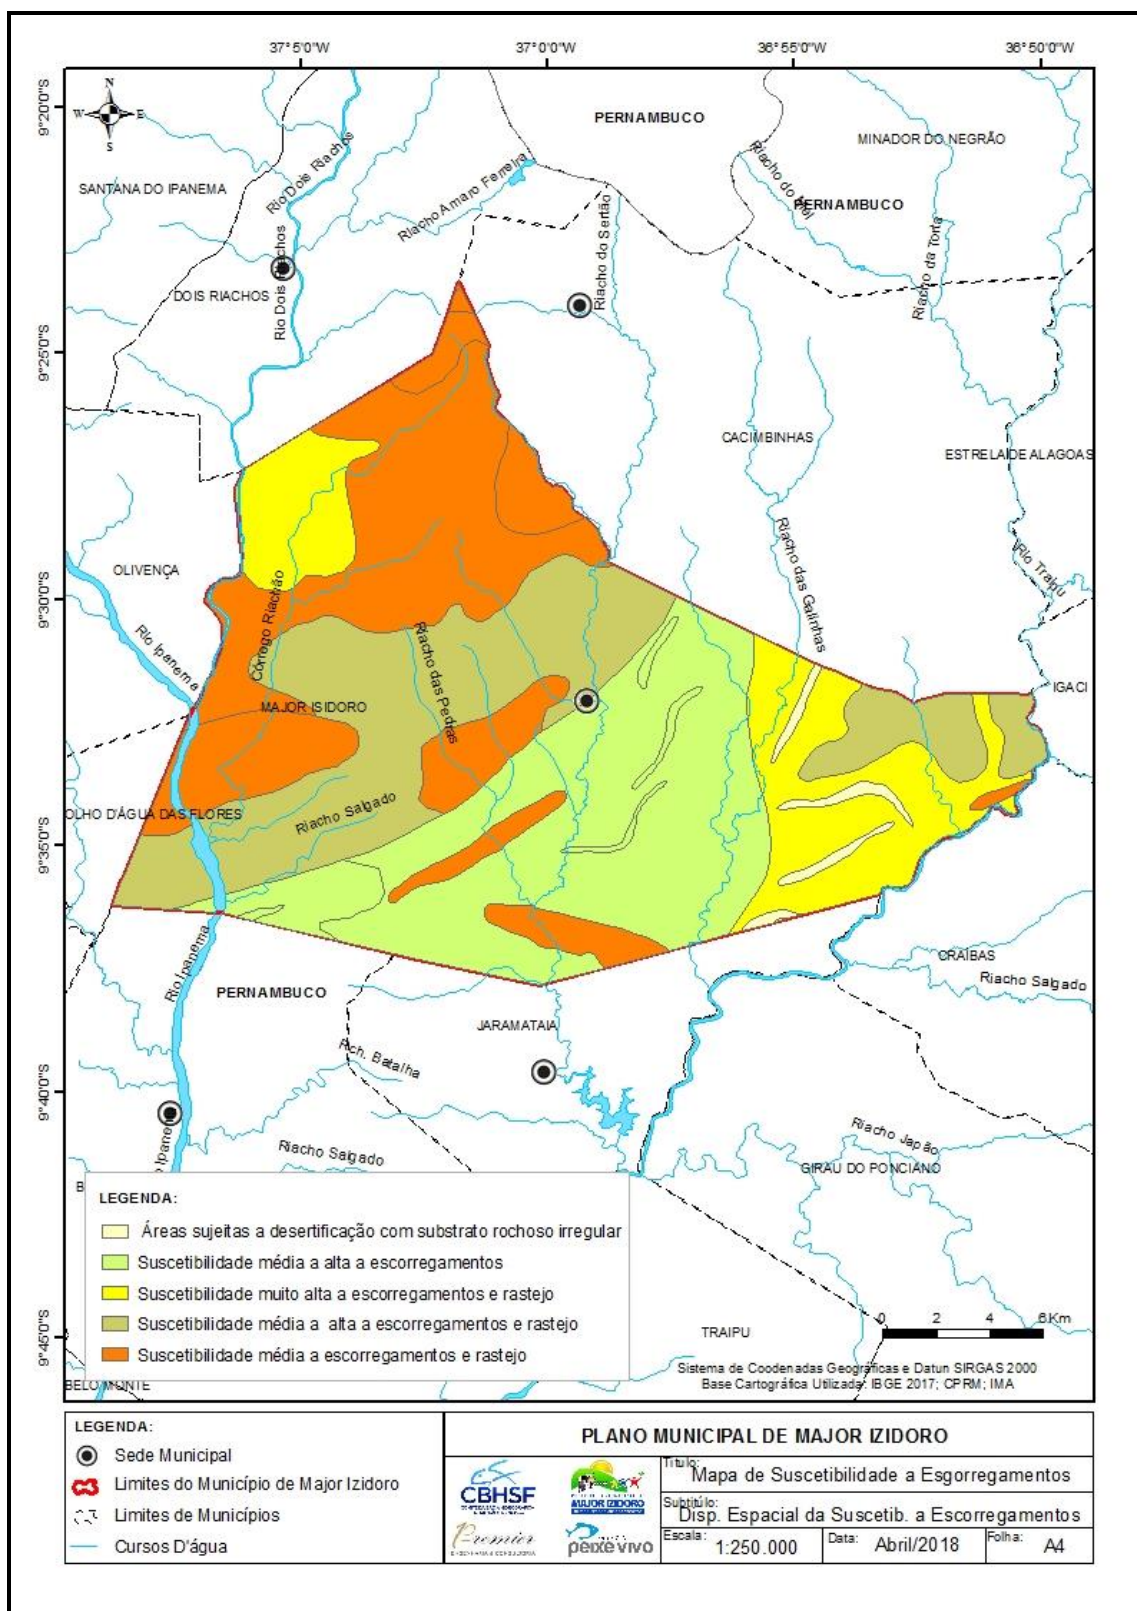 37°5'0"W
37°0'0"W
36°55'0"W
36°50'0"W
9°20'0"S
9°25'0"S
9°30'0"S
9°35'0"S
9°40'0"S
9°45'0"S
N
W E
S
PERNAMBUCO
MINADOR DO NEGRÃO
SANTANA DO IPANEMA
Rio Dois Riachos
Riacho Amaro Ferreira
Riacho do Mel
PERNAMBUCO
Riacho do Sertão
Riacho da Torta
Rio Dois Riachos
DOIS RIACHOS
CACIMBINHAS
ESTRELA DE ALAGOAS
Riacho das Galinhas
Rio Traipu
OLIVENÇA
Rio Ipanema
Córrego Riachão
Riacho das Pedras
IGACI
MAJOR ISIDORO
Riacho Salgado
OLHO D'ÁGUA DAS FLORES
Rio Ipanema
PERNAMBUCO
CRAIBAS
Riacho Salgado
JARAMATAIA
Rch. Batalha
Riacho Salgado
Riacho Japão
GIRAU DO PONCIANO
TRAIPU
BELO MONTE
LEGENDA:
Áreas sujeitas a desertificação com substrato rochoso irregular
Suscetibilidade média a alta a escorregamentos
Suscetibilidade muito alta a escorregamentos e rastejo
Suscetibilidade média a alta a escorregamentos e rastejo
Suscetibilidade média a escorregamentos e rastejo
0 2 4 6 Km
Sistema de Coodenadas Geográficas e Datun SIRGAS 2000
Base Cartográfica Utilizada: IBGE 2017; CPRM; IMA
LEGENDA:
Sede Municipal
Limites do Município de Major Izidoro
Limites de Municípios
Cursos D'água
PLANO MUNICIPAL DE MAJOR IZIDORO
CBHSF
MAJOR IZIDORO
Premier
ENGENHARIA & CONSULTORIA
peixe vivo
Titulo:
Mapa de Suscetibilidade a Esgorregamentos
Subtitúlo:
Disp. Espacial da Suscetib. a Escorregamentos
Escala: 1:250.000
Data: Abril/2018
Folha: A4